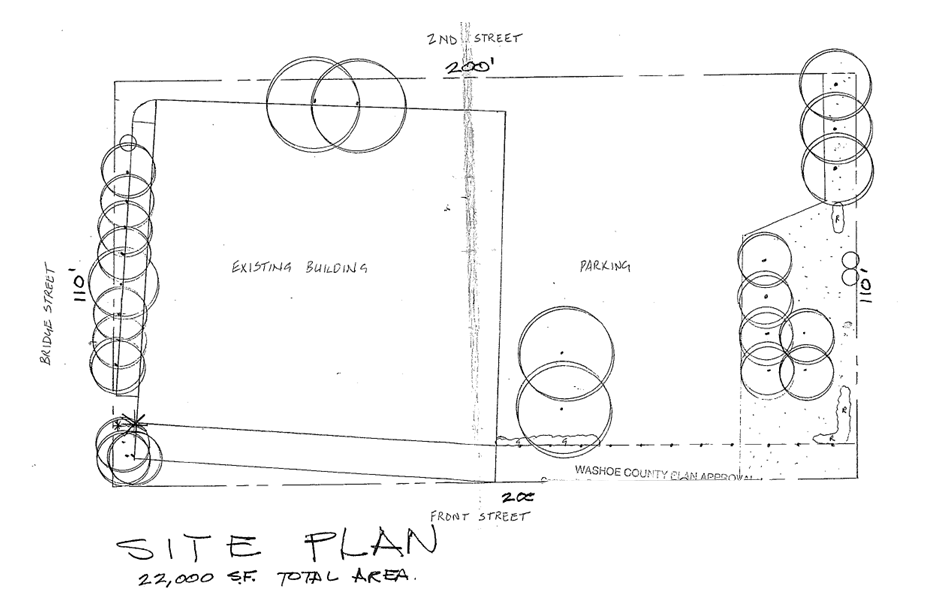 2ND STREET
200'
EXISTING BUILDING
PARKING
BRIDGE STREET
110'
110'
R
R
R
G
G
WASHOE COUNTY PLAN APPROVAL
FRONT STREET
SITE PLAN
22,000 S.F. TOTAL AREA.